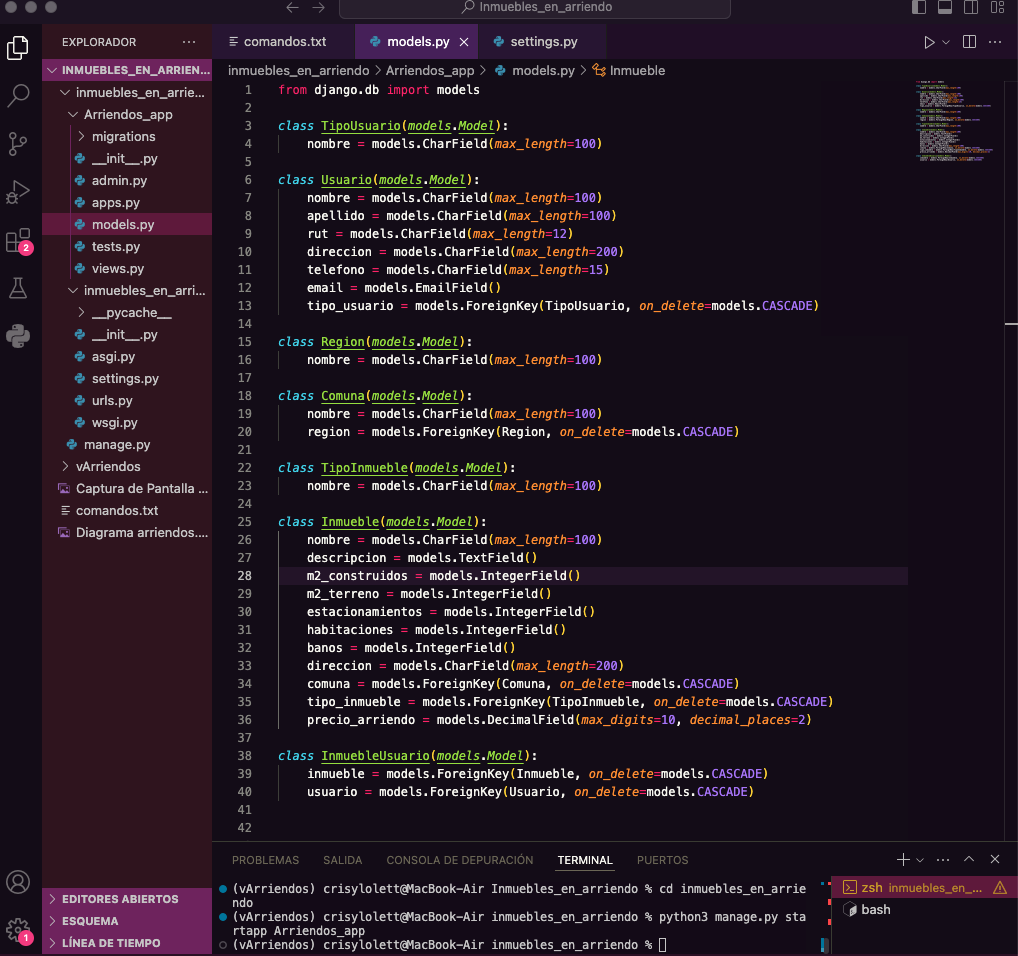 Inmuebles_en_arriendo
EXPLORADOR
INMUEBLES_EN_ARRIEN...
inmuebles_en_arrie...
Arriendos_app
migrations
__init__.py
admin.py
apps.py
models.py
tests.py
views.py
inmuebles_en_arri...
__pycache__
__init__.py
asgi.py
settings.py
urls.py
wsgi.py
manage.py
vArriendos
Captura de Pantalla ...
comandos.txt
Diagrama arriendos....
EDITORES ABIERTOS
ESQUEMA
LÍNEA DE TIEMPO
2
1
comandos.txt models.py settings.py
inmuebles_en_arriendo > Arriendos_app > models.py > Inmueble
1 from django.db import models
2
3 class TipoUsuario(models.Model):
4 nombre = models.CharField(max_length=100)
5
6 class Usuario(models.Model):
7 nombre = models.CharField(max_length=100)
8 apellido = models.CharField(max_length=100)
9 rut = models.CharField(max_length=12)
10 direccion = models.CharField(max_length=200)
11 telefono = models.CharField(max_length=15)
12 email = models.EmailField()
13 tipo_usuario = models.ForeignKey(TipoUsuario, on_delete=models.CASCADE)
14
15 class Region(models.Model):
16 nombre = models.CharField(max_length=100)
17
18 class Comuna(models.Model):
19 nombre = models.CharField(max_length=100)
20 region = models.ForeignKey(Region, on_delete=models.CASCADE)
21
22 class TipoInmueble(models.Model):
23 nombre = models.CharField(max_length=100)
24
25 class Inmueble(models.Model):
26 nombre = models.CharField(max_length=100)
27 descripcion = models.TextField()
28 m2_construidos = models.IntegerField()
29 m2_terreno = models.IntegerField()
30 estacionamientos = models.IntegerField()
31 habitaciones = models.IntegerField()
32 banos = models.IntegerField()
33 direccion = models.CharField(max_length=200)
34 comuna = models.ForeignKey(Comuna, on_delete=models.CASCADE)
35 tipo_inmueble = models.ForeignKey(TipoInmueble, on_delete=models.CASCADE)
36 precio_arriendo = models.DecimalField(max_digits=10, decimal_places=2)
37
38 class InmuebleUsuario(models.Model):
39 inmueble = models.ForeignKey(Inmueble, on_delete=models.CASCADE)
40 usuario = models.ForeignKey(Usuario, on_delete=models.CASCADE)
41
42
PROBLEMAS SALIDA CONSOLA DE DEPURACIÓN TERMINAL PUERTOS
(vArriendos) crisylolett@MacBook-Air Inmuebles_en_arriendo % cd inmuebles_en_arrie
ndo
(vArriendos) crisylolett@MacBook-Air inmuebles_en_arriendo % python3 manage.py sta
rtapp Arriendos_app
(vArriendos) crisylolett@MacBook-Air inmuebles_en_arriendo %
zsh inmuebles_en_...
bash